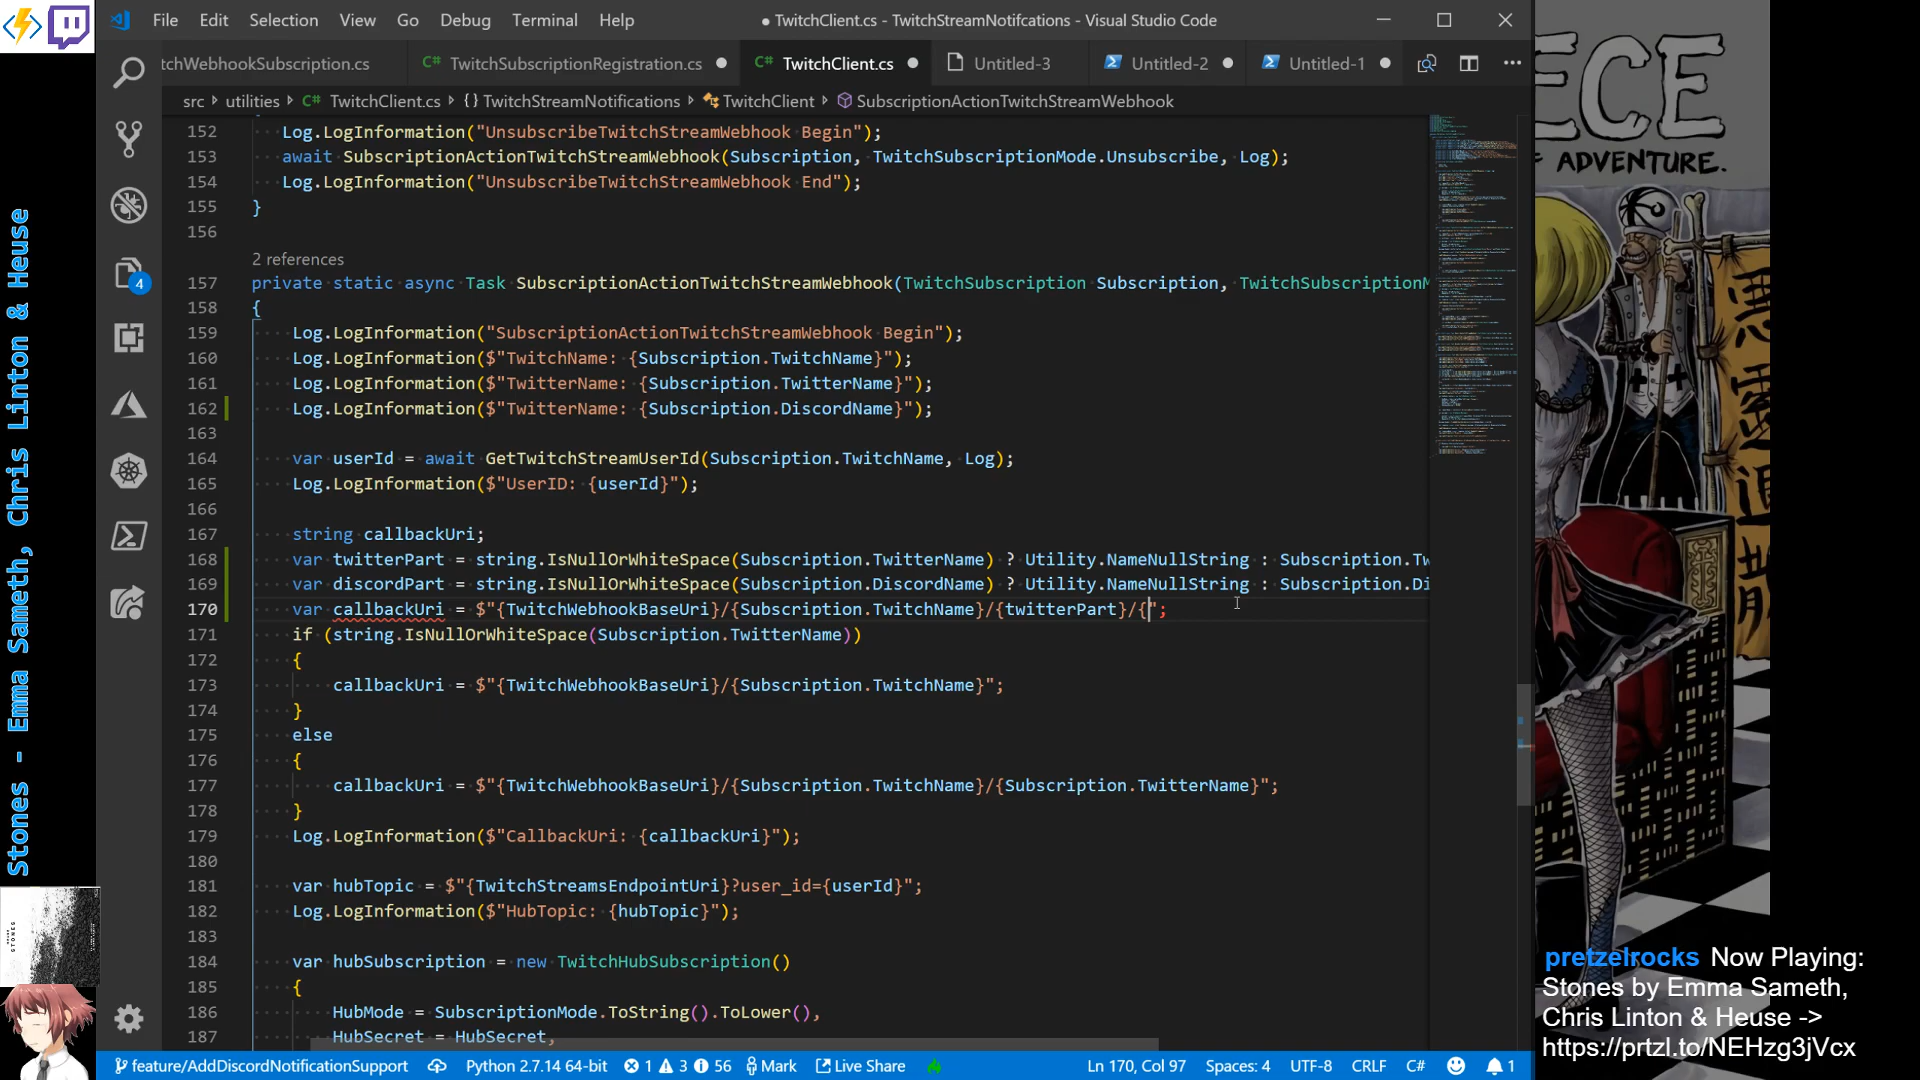 File Edit Selection View Go Debug Terminal Help
● TwitchClient.cs - TwitchStreamNotifcations - Visual Studio Code
tchWebhookSubscription.cs
C# TwitchSubscriptionRegistration.cs
C# TwitchClient.cs
Untitled-3
Untitled-2
Untitled-1
src › utilities › C# TwitchClient.cs › {} TwitchStreamNotifications › TwitchClient › SubscriptionActionTwitchStreamWebhook
152 Log.LogInformation("UnsubscribeTwitchStreamWebhook Begin");
153 await SubscriptionActionTwitchStreamWebhook(Subscription, TwitchSubscriptionMode.Unsubscribe, Log);
154 Log.LogInformation("UnsubscribeTwitchStreamWebhook End");
155 }
156
2 references
157 private static async Task SubscriptionActionTwitchStreamWebhook(TwitchSubscription Subscription, TwitchSubscriptionM
158 {
159 Log.LogInformation("SubscriptionActionTwitchStreamWebhook Begin");
160 Log.LogInformation($"TwitchName: {Subscription.TwitchName}");
161 Log.LogInformation($"TwitterName: {Subscription.TwitterName}");
162 Log.LogInformation($"TwitterName: {Subscription.DiscordName}");
163
164 var userId = await GetTwitchStreamUserId(Subscription.TwitchName, Log);
165 Log.LogInformation($"UserID: {userId}");
166
167 string callbackUri;
168 var twitterPart = string.IsNullOrWhiteSpace(Subscription.TwitterName) ? Utility.NameNullString : Subscription.Tw
169 var discordPart = string.IsNullOrWhiteSpace(Subscription.DiscordName) ? Utility.NameNullString : Subscription.Di
170 var callbackUri = $"{TwitchWebhookBaseUri}/{Subscription.TwitchName}/{twitterPart}/{";
171 if (string.IsNullOrWhiteSpace(Subscription.TwitterName))
172 {
173 callbackUri = $"{TwitchWebhookBaseUri}/{Subscription.TwitchName}";
174 }
175 else
176 {
177 callbackUri = $"{TwitchWebhookBaseUri}/{Subscription.TwitchName}/{Subscription.TwitterName}";
178 }
179 Log.LogInformation($"CallbackUri: {callbackUri}");
180
181 var hubTopic = $"{TwitchStreamsEndpointUri}?user_id={userId}";
182 Log.LogInformation($"HubTopic: {hubTopic}");
183
184 var hubSubscription = new TwitchHubSubscription()
185 {
186 HubMode = SubscriptionMode.ToString().ToLower(),
187 HubSecret = HubSecret,
4
feature/AddDiscordNotificationSupport Python 2.7.14 64-bit 1 3 56 Mark Live Share Ln 170, Col 97 Spaces: 4 UTF-8 CRLF C# 1
Stones - Emma Sameth, Chris Linton & Heuse
ECE
ADVENTURE.
pretzelrocks Now Playing:
Stones by Emma Sameth,
Chris Linton & Heuse ->
https://prtzl.to/NEHzg3jVcx